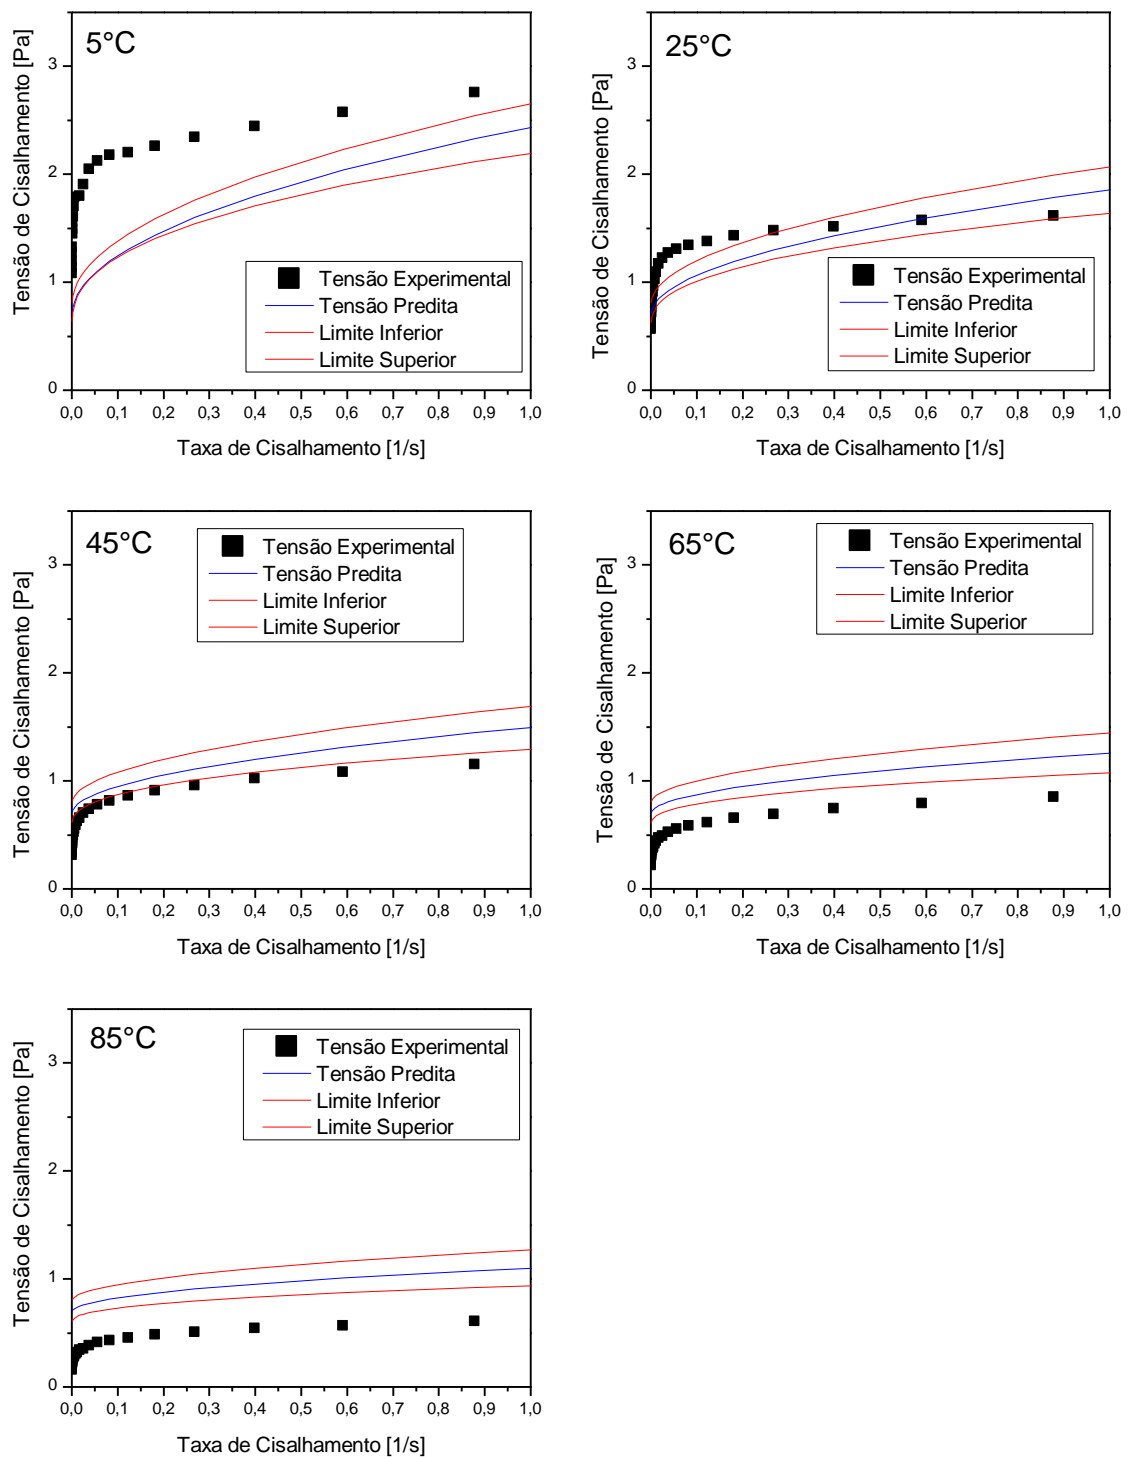 5°C
Tensão de Cisalhamento [Pa]
3
2
1
0
Tensão Experimental
Tensão Predita
Limite Inferior
Limite Superior
0,0 0,1 0,2 0,3 0,4 0,5 0,6 0,7 0,8 0,9 1,0
Taxa de Cisalhamento [1/s]
25°C
Tensão de Cisalhamento [Pa]
3
2
1
0
Tensão Experimental
Tensão Predita
Limite Inferior
Limite Superior
0,0 0,1 0,2 0,3 0,4 0,5 0,6 0,7 0,8 0,9 1,0
Taxa de Cisalhamento [1/s]
45°C
Tensão de Cisalhamento [Pa]
3
2
1
0
Tensão Experimental
Tensão Predita
Limite Inferior
Limite Superior
0,0 0,1 0,2 0,3 0,4 0,5 0,6 0,7 0,8 0,9 1,0
Taxa de Cisalhamento [1/s]
65°C
Tensão de Cisalhamento [Pa]
3
2
1
0
Tensão Experimental
Tensão Predita
Limite Inferior
Limite Superior
0,0 0,1 0,2 0,3 0,4 0,5 0,6 0,7 0,8 0,9 1,0
Taxa de Cisalhamento [1/s]
85°C
Tensão de Cisalhamento [Pa]
3
2
1
0
Tensão Experimental
Tensão Predita
Limite Inferior
Limite Superior
0,0 0,1 0,2 0,3 0,4 0,5 0,6 0,7 0,8 0,9 1,0
Taxa de Cisalhamento [1/s]